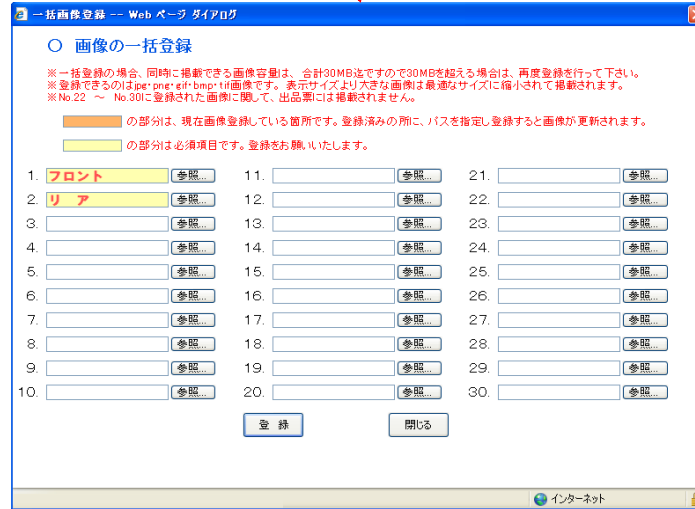 一括画像登録 -- Web ページ ダイアログ
〇 画像の一括登録
※一括登録の場合、同時に掲載できる画像容量は、 合計30MB迄ですので30MBを超える場合は、再度登録を行って下さい。
※登録できるのはjpg・pne・gif・bmp・tif画像です。 表示サイズより大きな画像は最適なサイズに縮小されて掲載されます。
※No.22 ～ No.30に登録された画像に関して、出品票には掲載されません。
の部分は、現在画像登録している箇所です。登録済みの所に、パスを指定し登録すると画像が更新されます。
の部分は必須項目です。登録をお願いいたします。
1. フロント 参照... 11. 参照... 21. 参照...
2. リ ア 参照... 12. 参照... 22. 参照...
3. 参照... 13. 参照... 23. 参照...
4. 参照... 14. 参照... 24. 参照...
5. 参照... 15. 参照... 25. 参照...
6. 参照... 16. 参照... 26. 参照...
7. 参照... 17. 参照... 27. 参照...
8. 参照... 18. 参照... 28. 参照...
9. 参照... 19. 参照... 29. 参照...
10. 参照... 20. 参照... 30. 参照...
登 録 閉じる
インターネット